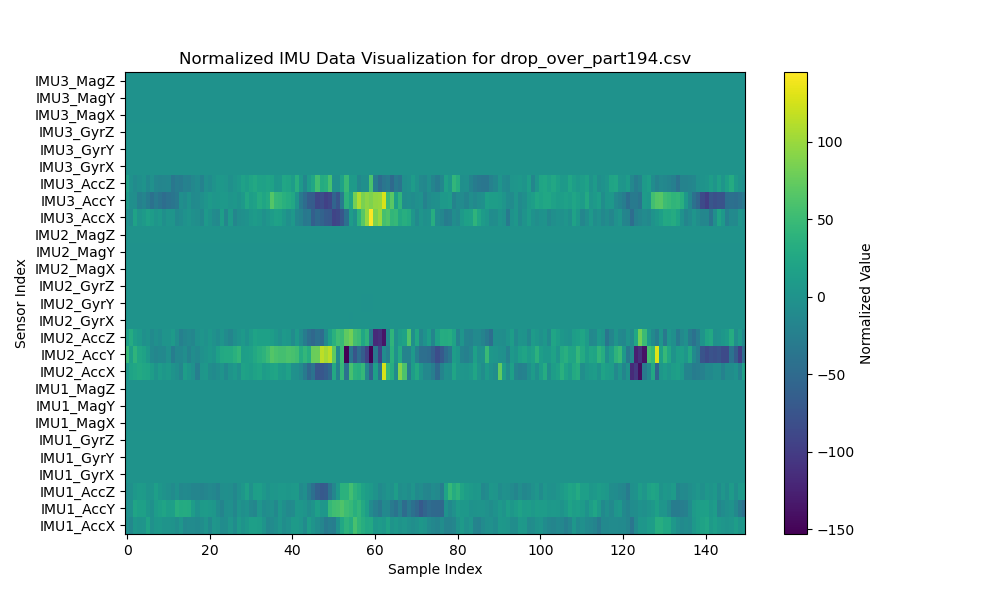 Normalized IMU Data Visualization for drop_over_part194.csv
IMU3_MagZ
IMU3_MagY
IMU3_MagX
IMU3_GyrZ
IMU3_GyrY
IMU3_GyrX
IMU3_AccZ
IMU3_AccY
IMU3_AccX
IMU2_MagZ
IMU2_MagY
IMU2_MagX
IMU2_GyrZ
IMU2_GyrY
IMU2_GyrX
IMU2_AccZ
IMU2_AccY
IMU2_AccX
IMU1_MagZ
IMU1_MagY
IMU1_MagX
IMU1_GyrZ
IMU1_GyrY
IMU1_GyrX
IMU1_AccZ
IMU1_AccY
IMU1_AccX
Sensor Index
0 20 40 60 80 100 120 140
Sample Index
100
50
0
−50
−100
−150
Normalized Value